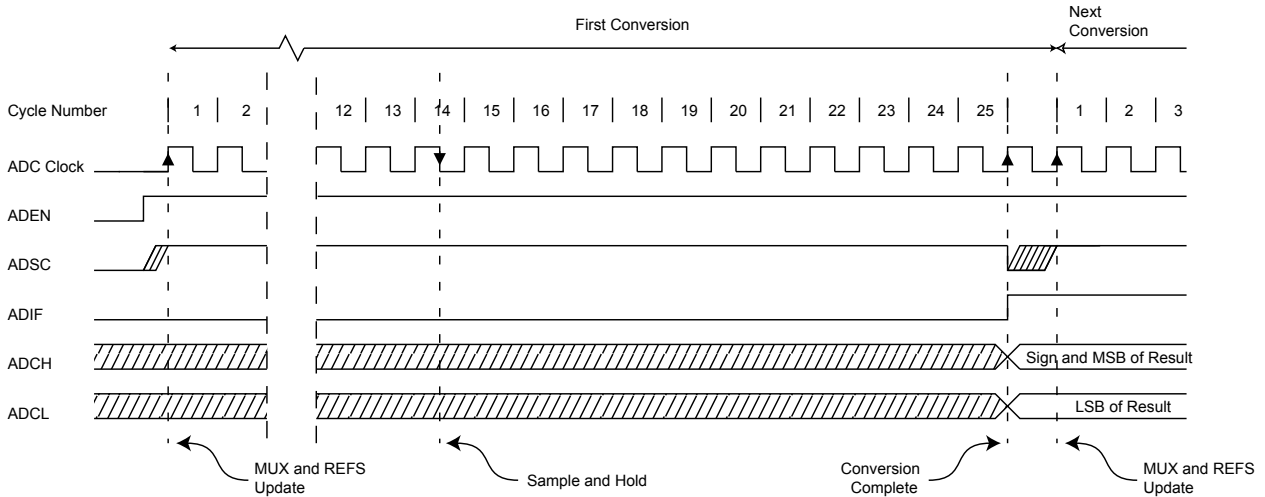 First Conversion
Next
Conversion
Cycle Number 1 2 12 13 14 15 16 17 18 19 20 21 22 23 24 25 1 2 3
ADC Clock
ADEN
ADSC
ADIF
ADCH Sign and MSB of Result
ADCL LSB of Result
MUX and REFS
Update
Sample and Hold
Conversion
Complete
MUX and REFS
Update